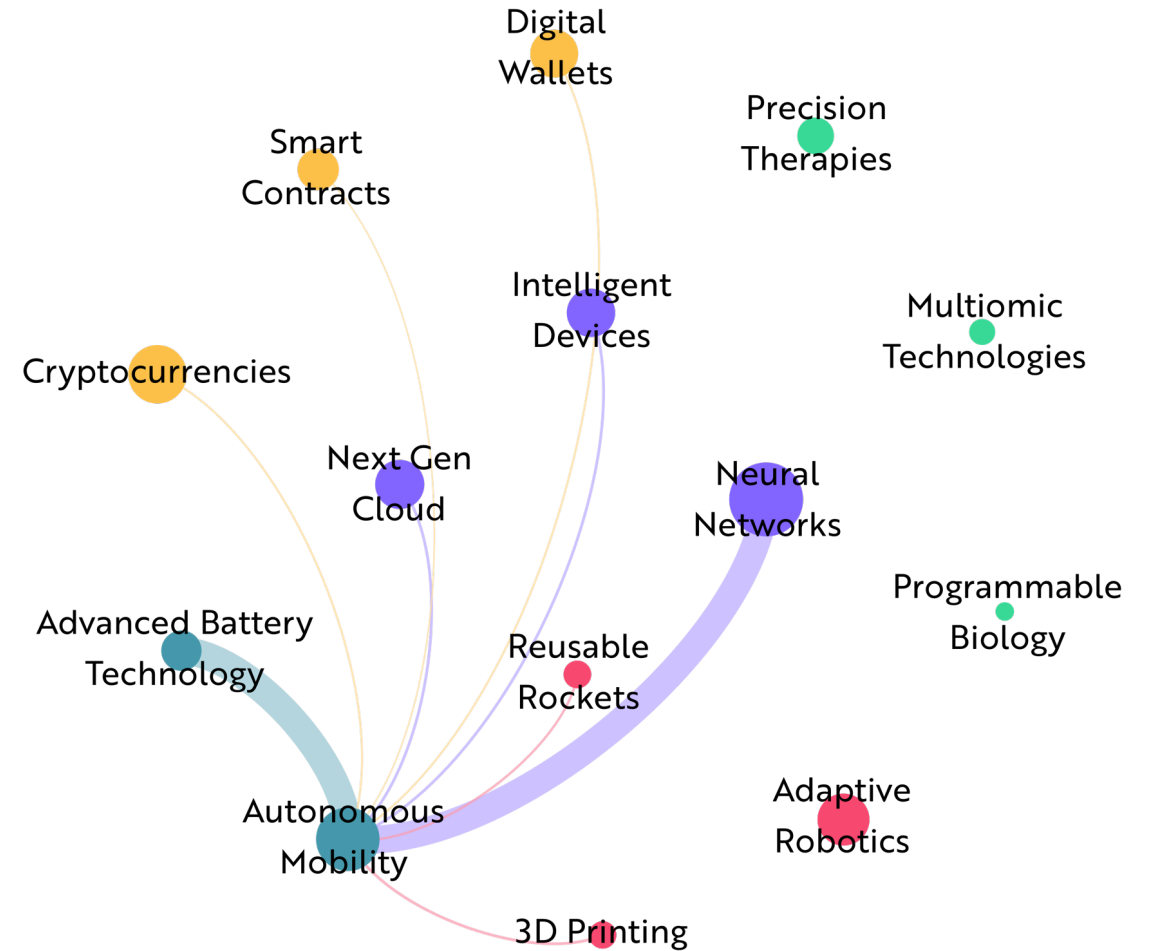 Digital
Wallets
Precision
Therapies
Smart
Contracts
Intelligent
Devices
Multiomic
Technologies
Cryptocurrencies
Next Gen
Cloud
Neural
Networks
Programmable
Biology
Advanced Battery
Technology
Reusable
Rockets
Adaptive
Robotics
Autonomous
Mobility
3D Printing